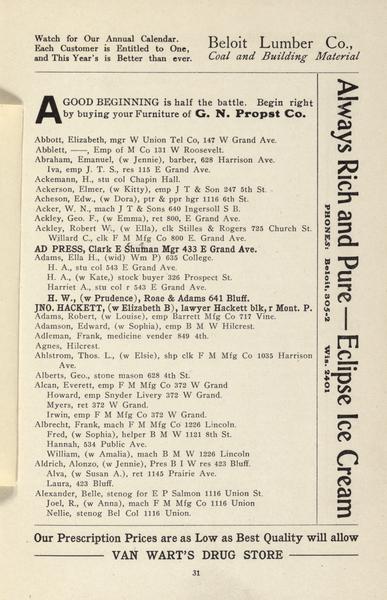 Watch for Our Annual Calendar.
Each Customer is Entitled to One,
and This Year's is Better than ever.
Beloit Lumber Co.,
Coal and Building Material
A GOOD BEGINNING is half the battle. Begin right
by buying your Furniture of G. N. Propst Co.
Abbott, Elizabeth, mgr W Union Tel Co, 147 W Grand Ave.
Abblett, ——, Emp of M Co 131 W Roosevelt.
Abraham, Emanuel, (w Jennie), barber, 628 Harrison Ave.
Iva, emp J. T. S., res 115 E Grand Ave.
Ackemann, H., stu col Chapin Hall.
Ackerson, Elmer, (w Kitty), emp J T & Son 247 5th St.
Acheson, Edw., (w Dora), ptr & ppr hgr 1116 6th St.
Acker, W. N., mach J T & Sons 640 Ingersoll S B.
Ackley, Geo. F., (w Emma), ret 800, E Grand Ave.
Ackley, Robert W., (w Ella), clk Stilles & Rogers 725 Church St.
Willard C., clk F M Mfg Co 800 E. Grand Ave.
AD PRESS, Clark E Shuman Mgr 433 E Grand Ave.
Adams, Ella H., (wid) Wm P) 635 College.
H. A., stu col 543 E Grand Ave.
H. A., (w Kate,) stock buyer 326 Prospect St.
Harriet A., stu col r 543 E Grand Ave.
H. W., (w Prudence), Rose & Adams 641 Bluff.
JNO. HACKETT, (w Elizabeth B), lawyer Hackett blk, r Mont. P.
Adams, Robert, (w Louise), emp Barrett Mfg Co 717 Vine.
Adamson, Edward, (w Sophia), emp B M W Hilcrest.
Adleman, Frank, medicine vender 849 4th.
Agnes, Hilcrest.
Ahlstrom, Thos. L., (w Elsie), shp clk F M Mfg Co 1035 Harrison
Ave.
Alberts, Geo., stone mason 628 4th St.
Alcan, Everett, emp F M Mfg Co 372 W Grand
Howard, emp Snyder Livery 372 W Grand.
Myers, ret 372 W Grand.
Irwin, emp F M Mfg Co 372 W Grand.
Albrecht, Frank, mach F M Mfg Co 1226 Lincoln.
Fred, (w Sophia), helper B M W 1121 8th St.
Hannah, 534 Public Ave.
William, (w Amalia), mach B M W 1226 Lincoln
Aldrich, Alonzo, (w Jennie), Pres B I W res 423 Bluff.
Alva, (w Susan A.), ret 1145 Prairie Ave.
Laura, 423 Bluff.
Alexander, Belle, stenog for E P Salmon 1116 Union St.
Joel, R., (w Anna), mach F M Mfg Co 1116 Union
Nellie, stenog Bel Col 1116 Union.
Always Rich and Pure—Eclipse Ice Cream
PHONES: Beloit, 805-2 Wis. 2401
Our Prescription Prices are as Low as Best Quality will allow
VAN WART'S DRUG STORE
31